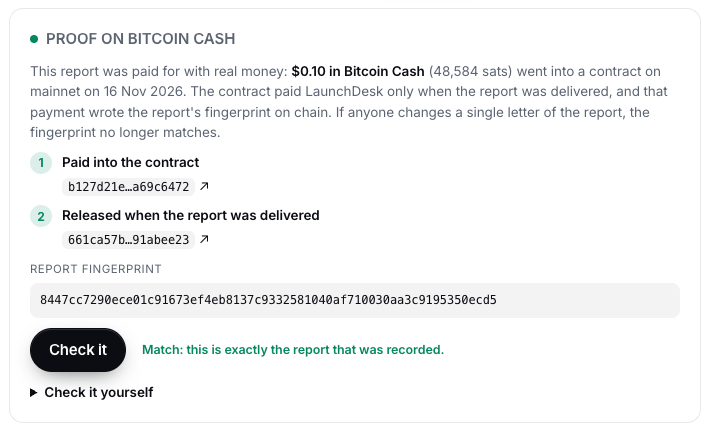 PROOF ON BITCOIN CASH
This report was paid for with real money: $0.10 in Bitcoin Cash (48,584 sats) went into a contract on
mainnet on 16 Nov 2026. The contract paid LaunchDesk only when the report was delivered, and that
payment wrote the report's fingerprint on chain. If anyone changes a single letter of the report, the
fingerprint no longer matches.
1 Paid into the contract
b127d21e…a69c6472 ↗
2 Released when the report was delivered
661ca57b…91abee23 ↗
REPORT FINGERPRINT
8447cc7290ece01c91673ef4eb8137c9332581040af710030aa3c9195350ecd5
Check it Match: this is exactly the report that was recorded.
▶ Check it yourself